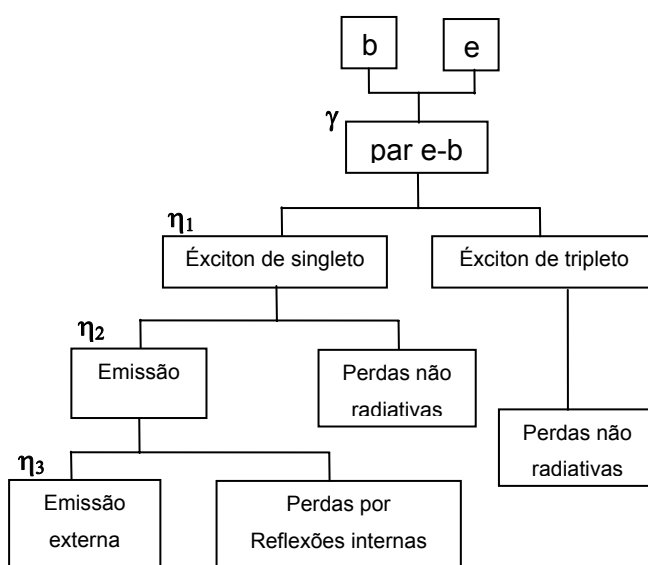 b
e
γ
par e-b
η1
Éxciton de singleto
Éxciton de tripleto
η2
Emissão
Perdas não
radiativas
Perdas não
radiativas
η3
Emissão
externa
Perdas por
Reflexões internas